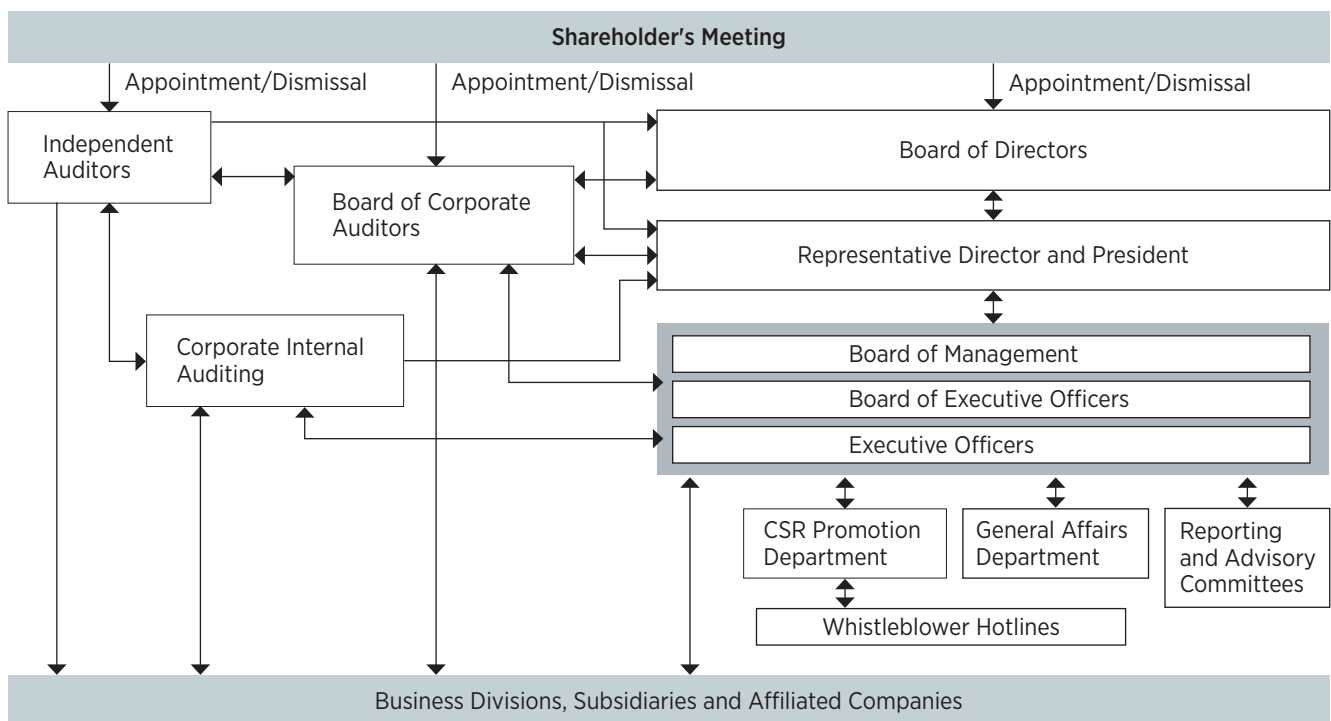 Shareholder's Meeting
Appointment/Dismissal
Appointment/Dismissal
Appointment/Dismissal
Independent
Auditors
Board of Directors
Board of Corporate
Auditors
Representative Director and President
Corporate Internal
Auditing
Board of Management
Board of Executive Officers
Executive Officers
CSR Promotion
Department
General Affairs
Department
Reporting
and Advisory
Committees
Whistleblower Hotlines
Business Divisions, Subsidiaries and Affiliated Companies